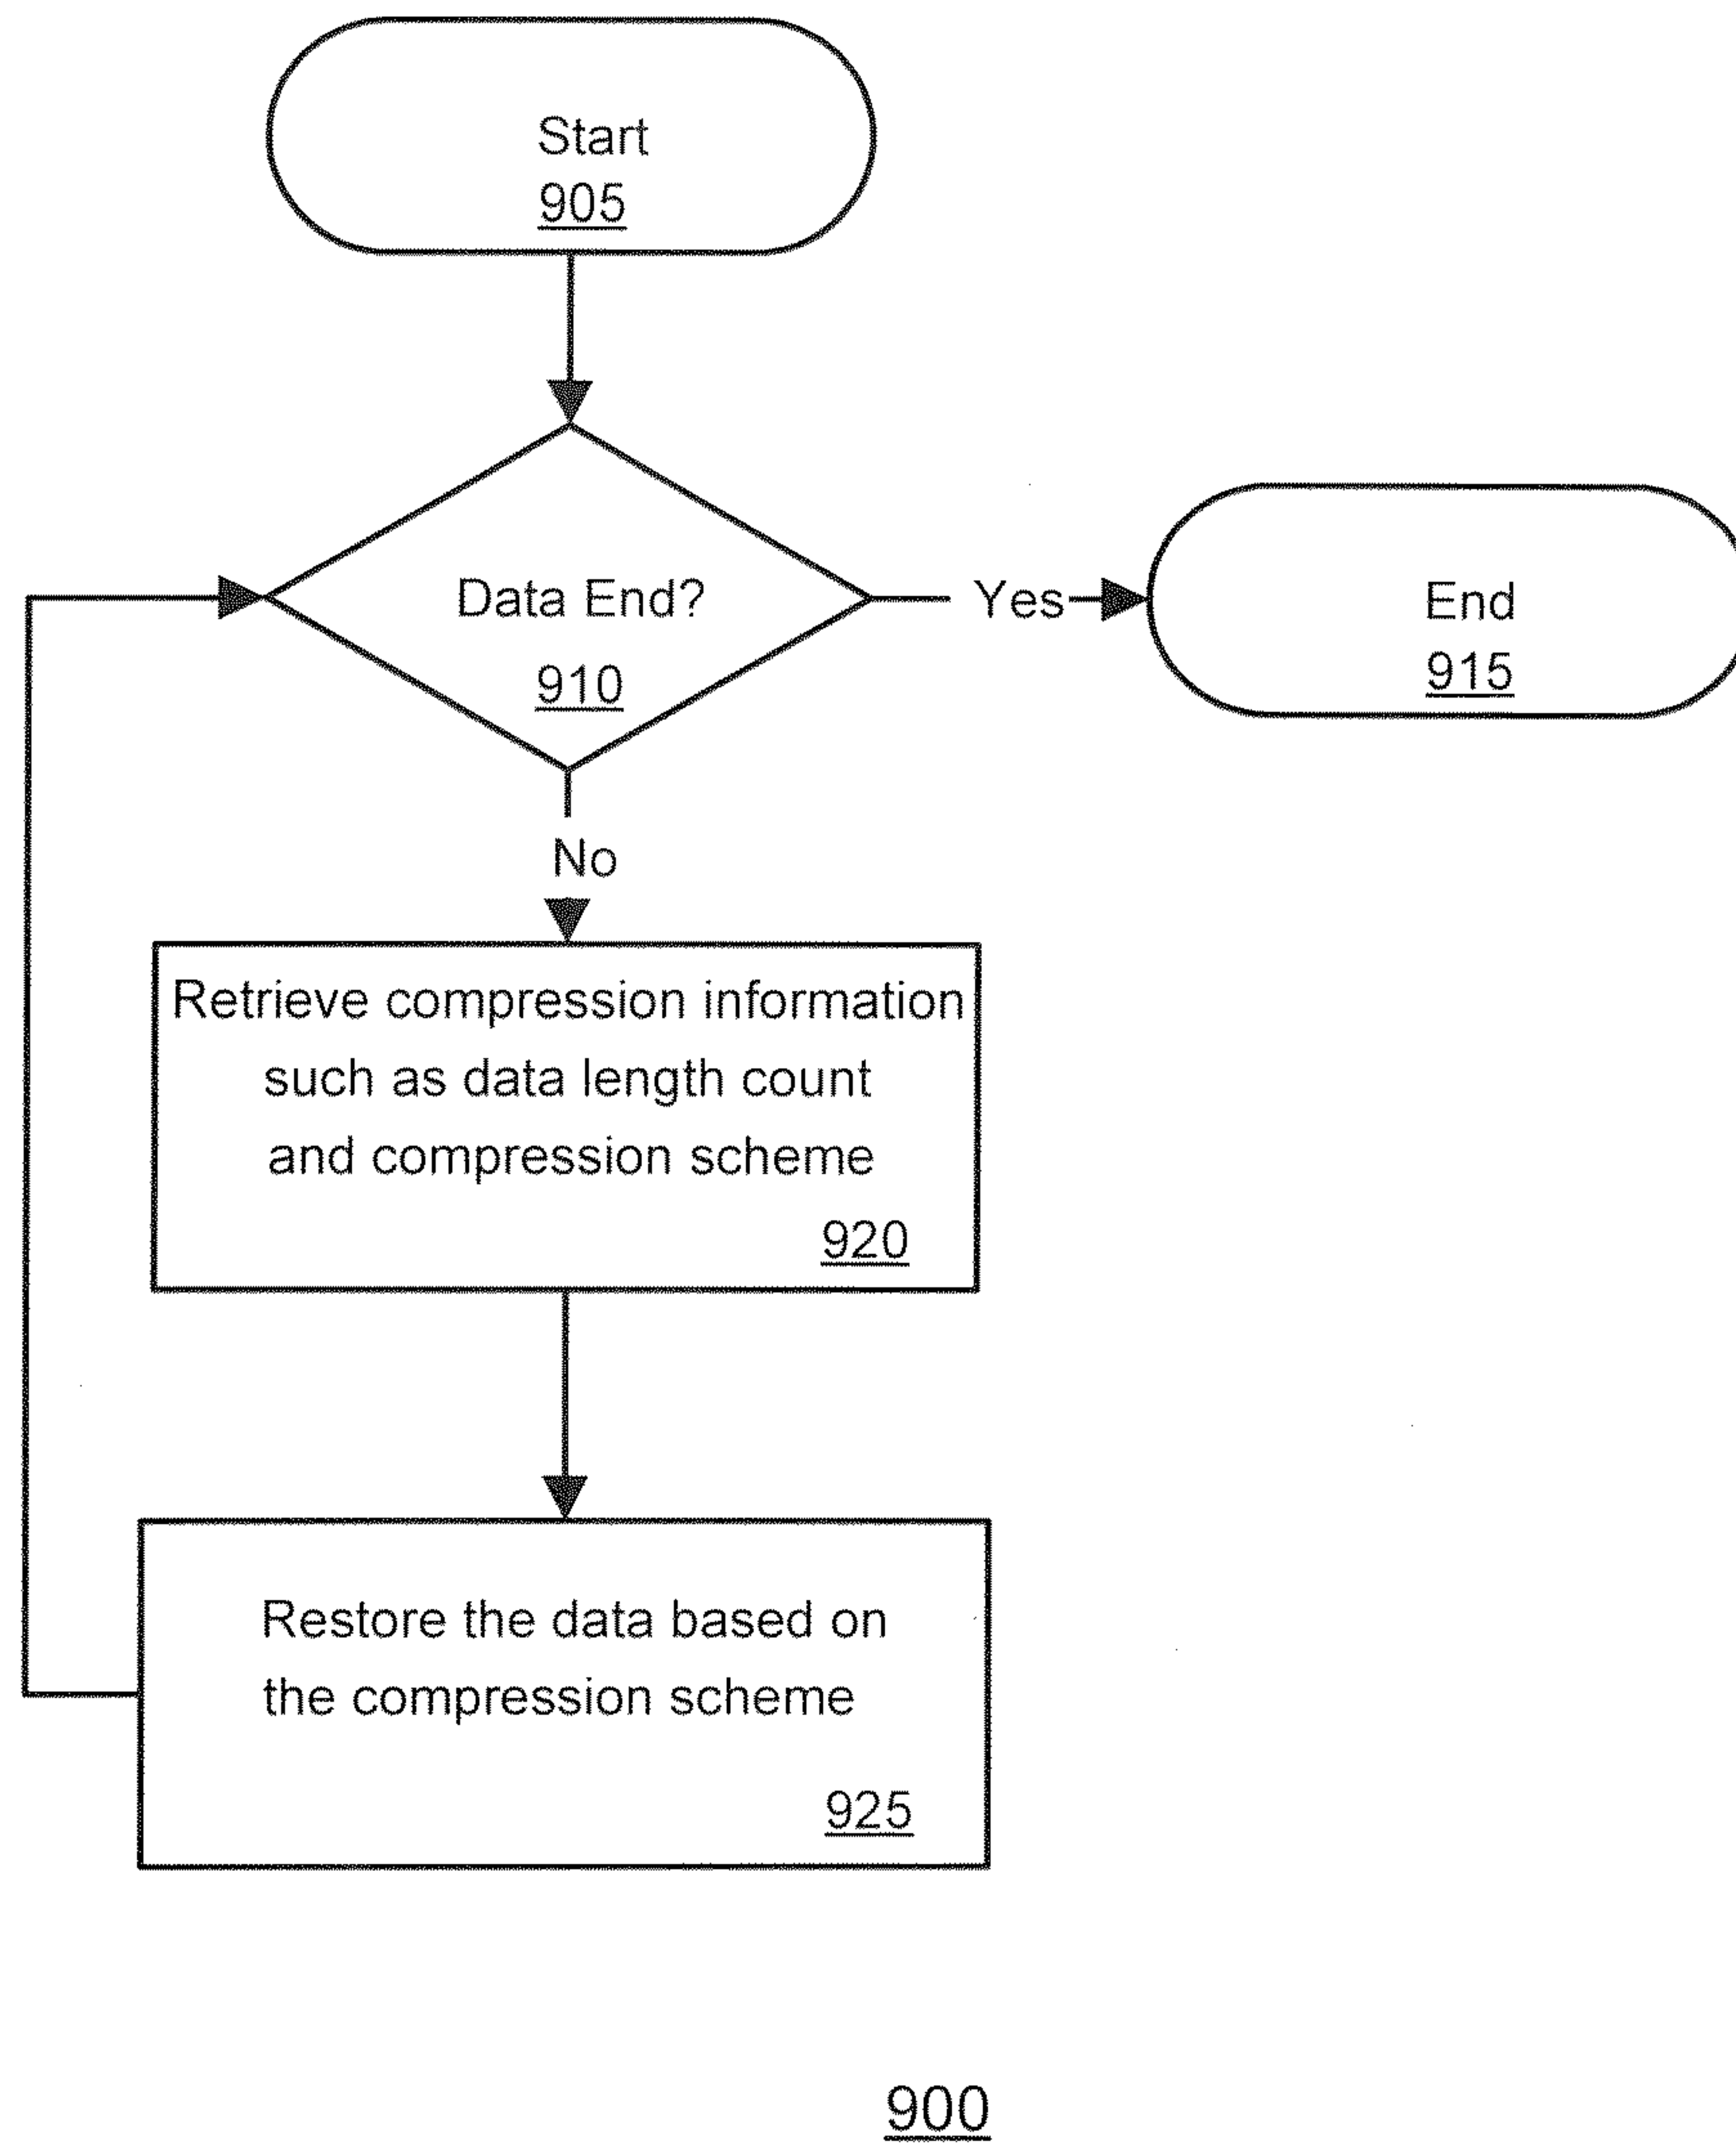 Start
905
Data End?
910
Yes
End
915
No
Retrieve compression information
such as data length count
and compression scheme
920
Restore the data based on
the compression scheme
925
900